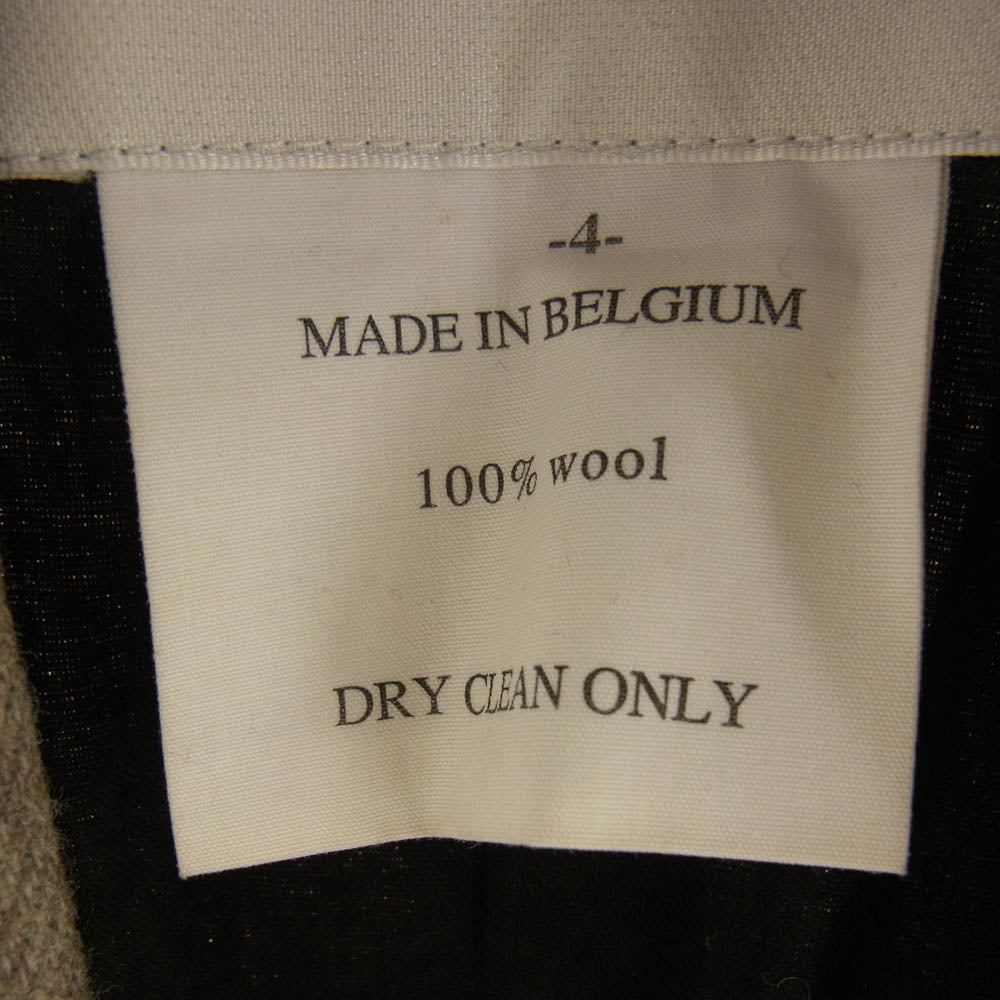 -4-
MADE IN BELGIUM
100% wool
DRY CLEAN ONLY